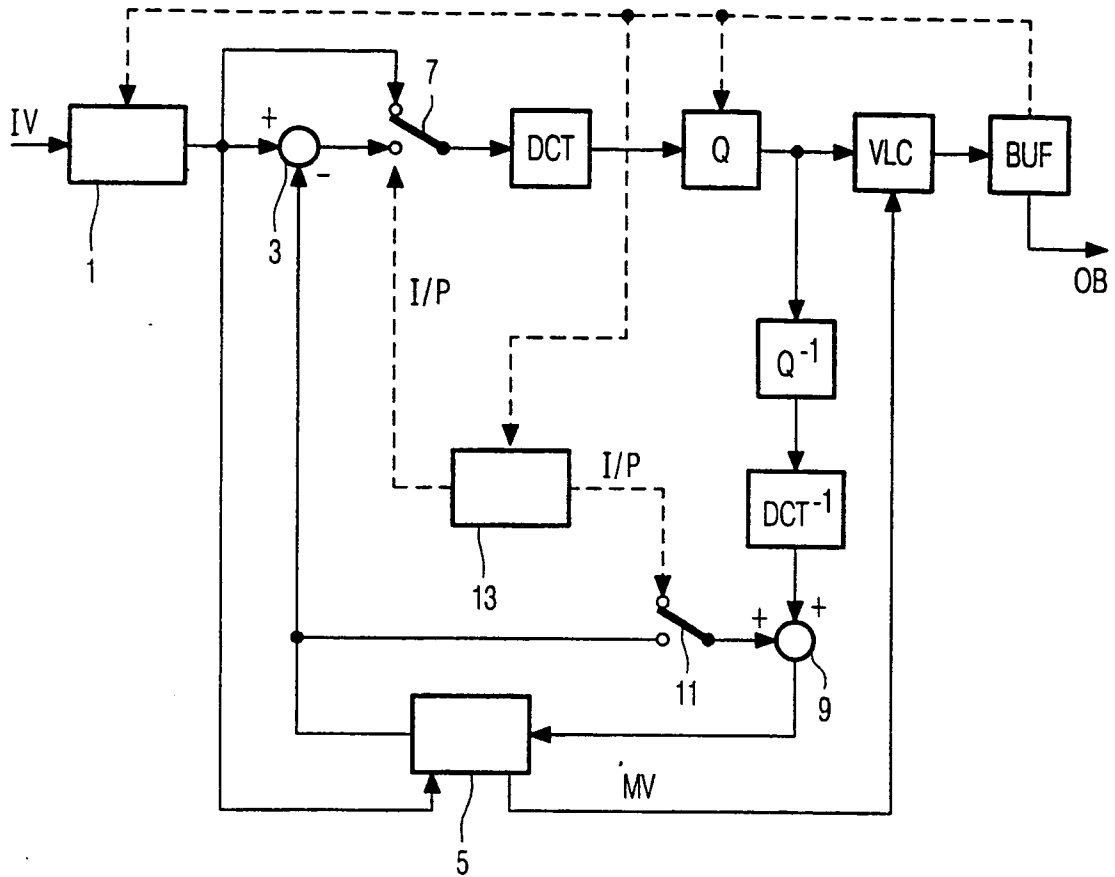 IV
1
+
-
3
7
DCT
Q
VLC
BUF
OB
I/P
Q⁻¹
I/P
DCT⁻¹
13
+
+
11
9
MV
5